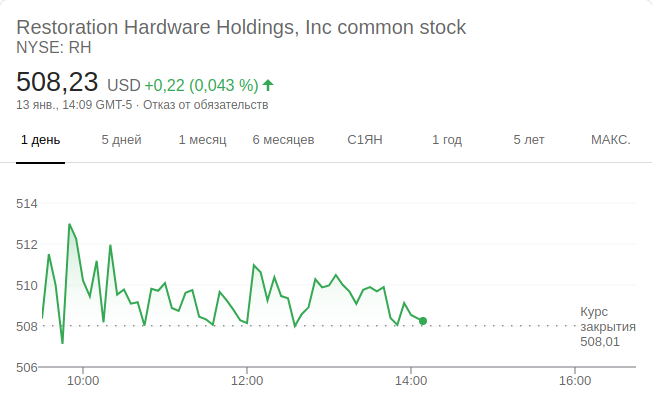 Restoration Hardware Holdings, Inc common stock
NYSE: RH
508,23 USD +0,22 (0,043 %)
13 янв., 14:09 GMT-5 · Отказ от обязательств
1 день 5 дней 1 месяц 6 месяцев С1ЯН 1 год 5 лет МАКС.
514
512
510
508
506
Курс
закрытия
508,01
10:00 12:00 14:00 16:00